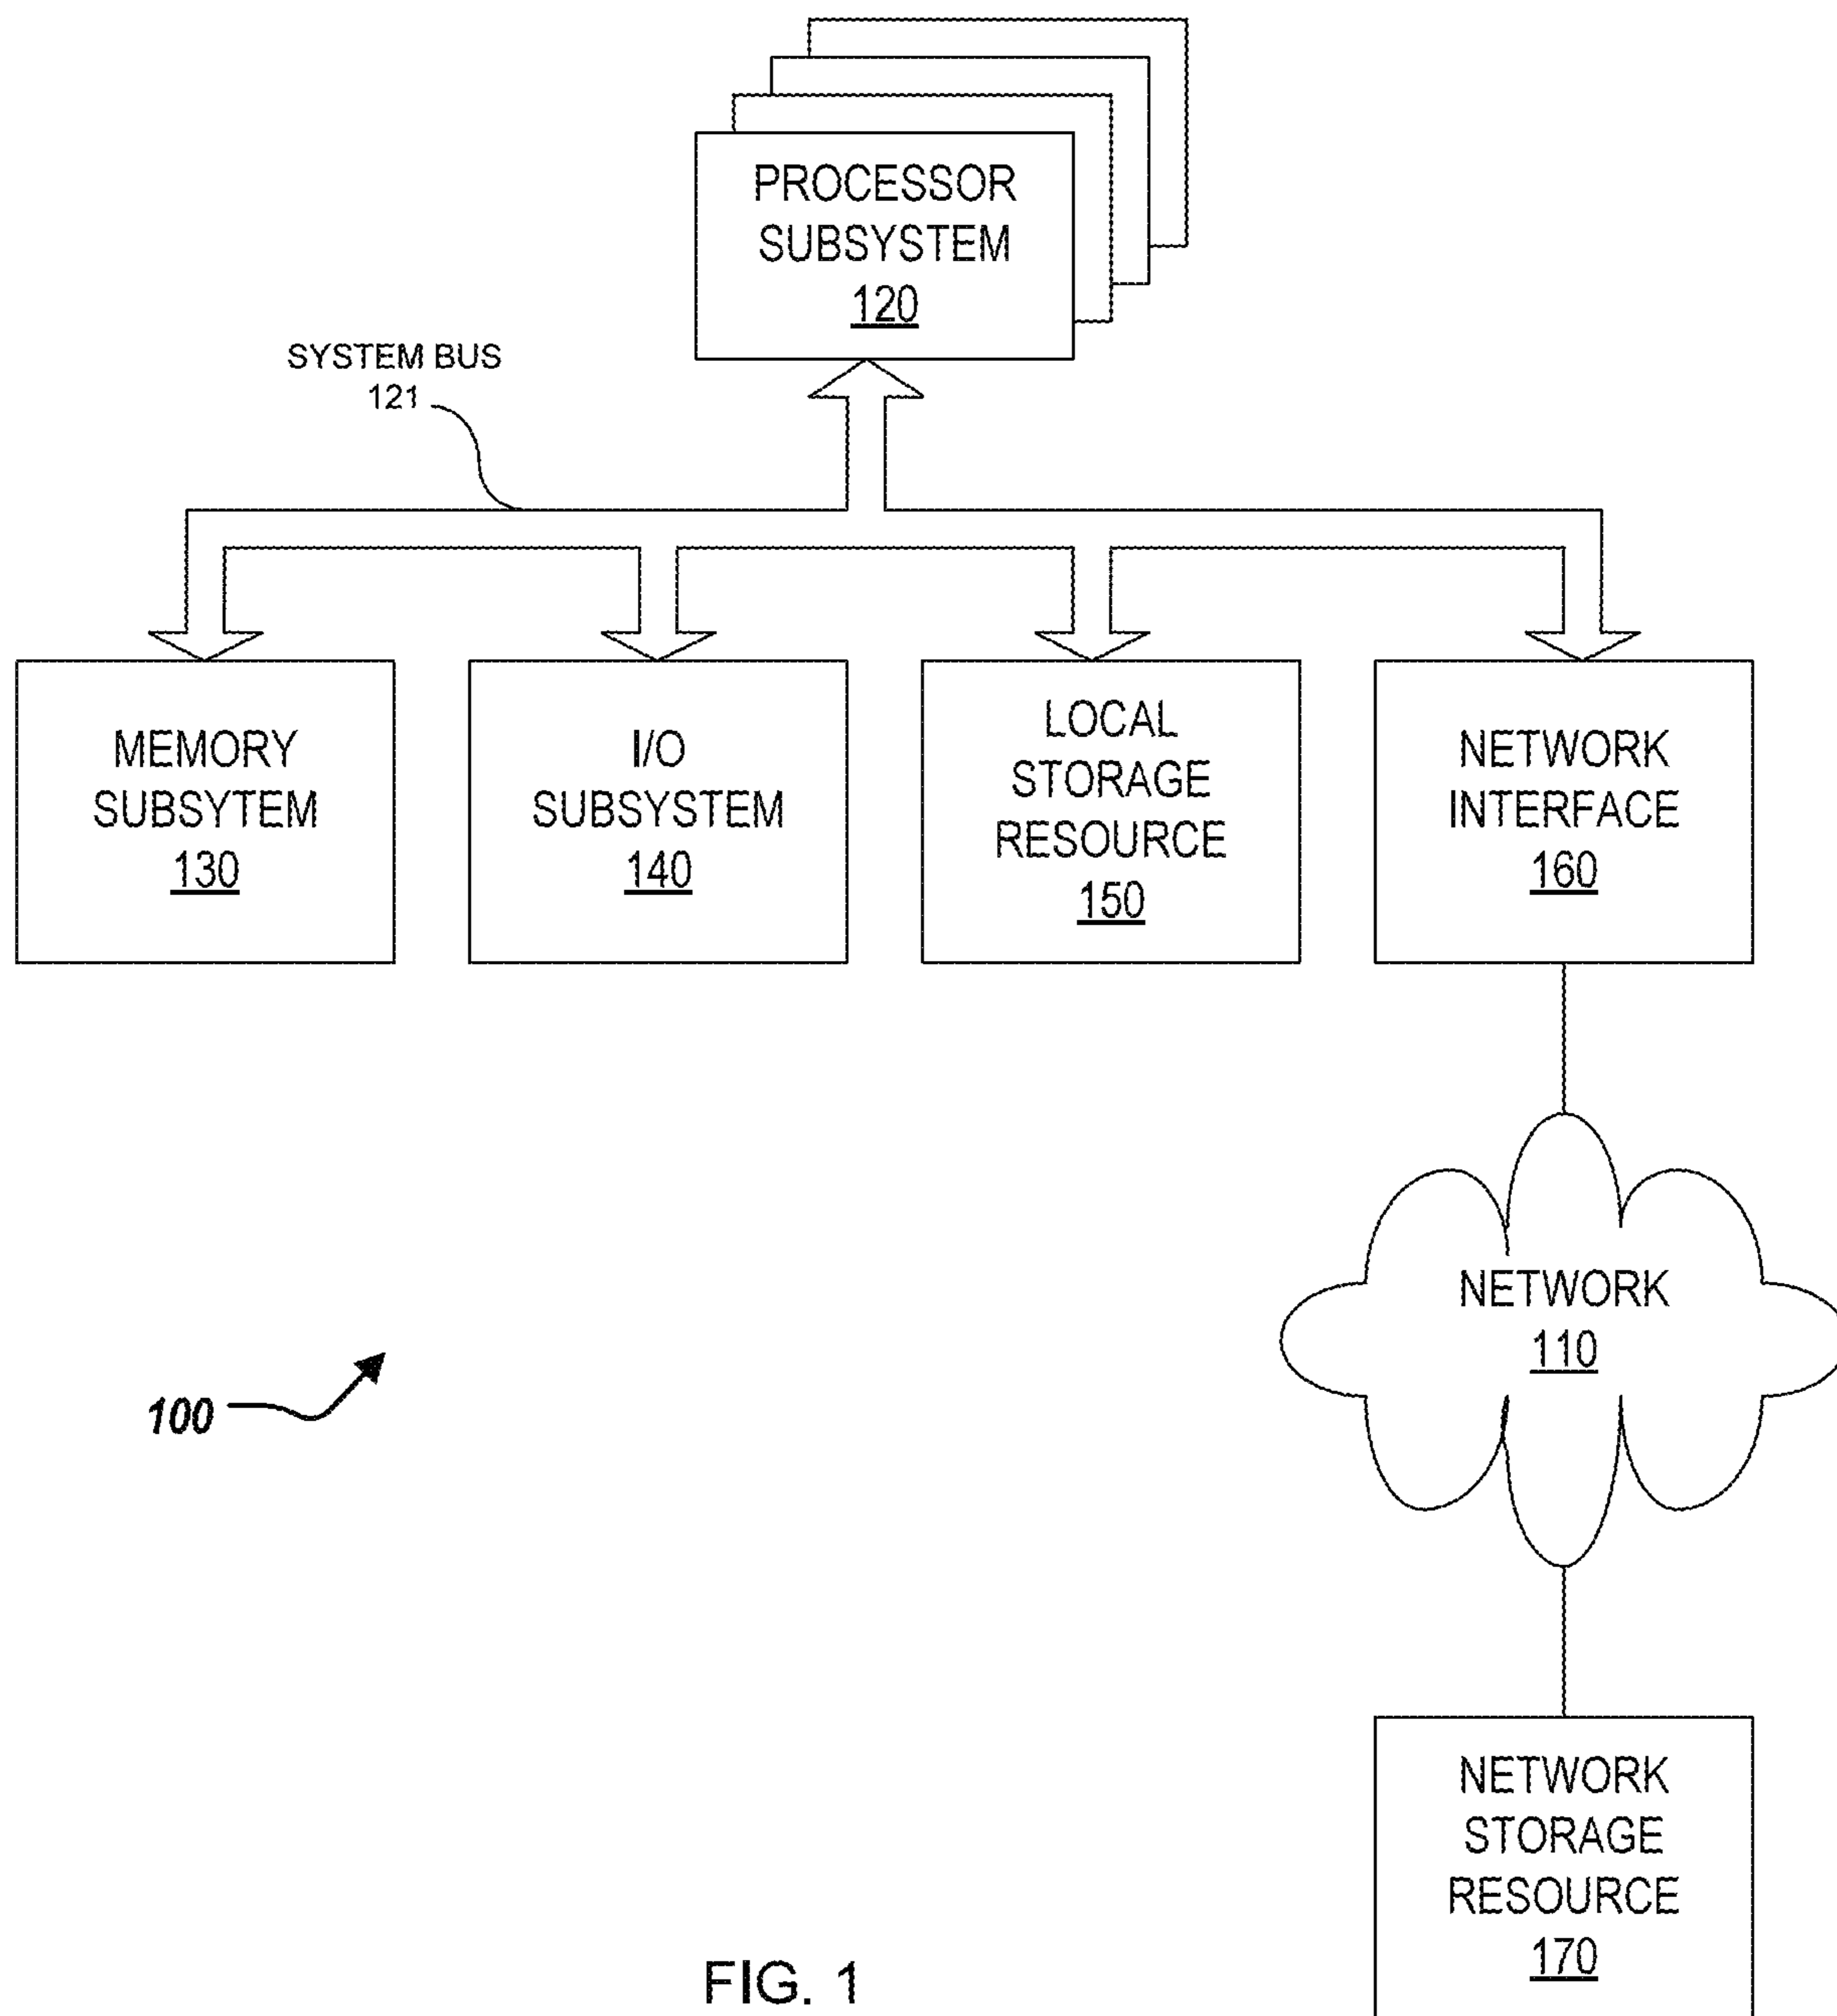 PROCESSOR
SUBSYSTEM
120
SYSTEM BUS
121
MEMORY
SUBSYTEM
130
I/O
SUBSYSTEM
140
LOCAL
STORAGE
RESOURCE
150
NETWORK
INTERFACE
160
NETWORK
110
100
NETWORK
STORAGE
RESOURCE
170
FIG. 1